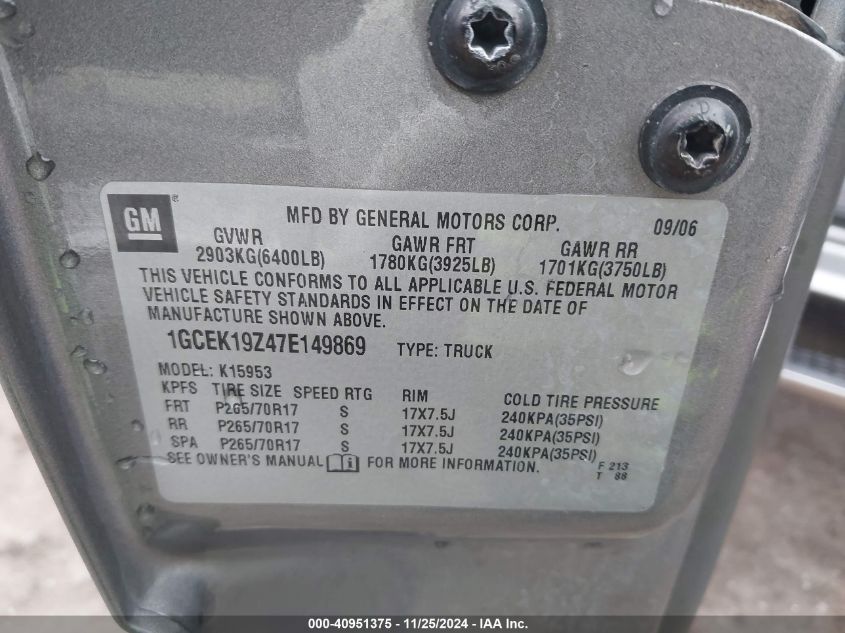 GM ®
MFD BY GENERAL MOTORS CORP. 09/06
GVWR GAWR FRT GAWR RR
2903KG(6400LB) 1780KG(3925LB) 1701KG(3750LB)
THIS VEHICLE CONFORMS TO ALL APPLICABLE U.S. FEDERAL MOTOR
VEHICLE SAFETY STANDARDS IN EFFECT ON THE DATE OF
MANUFACTURE SHOWN ABOVE.
1GCEK19Z47E149869 TYPE: TRUCK
MODEL: K15953
KPFS TIRE SIZE SPEED RTG RIM COLD TIRE PRESSURE
FRT P265/70R17 S 17X7.5J 240KPA(35PSI)
RR P265/70R17 S 17X7.5J 240KPA(35PSI)
SPA P265/70R17 S 17X7.5J 240KPA(35PSI)
SEE OWNER'S MANUAL FOR MORE INFORMATION. F 213
T 88
000-40951375 - 11/25/2024 - IAA Inc.